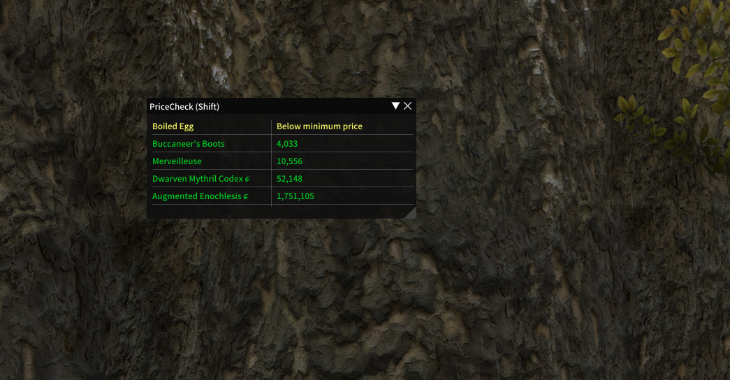 PriceCheck (Shift)
Boiled Egg Below minimum price
Buccaneer's Boots 4,033
Merveilleuse 10,556
Dwarven Mythril Codex 52,148
Augmented Enochlesis 1,751,105